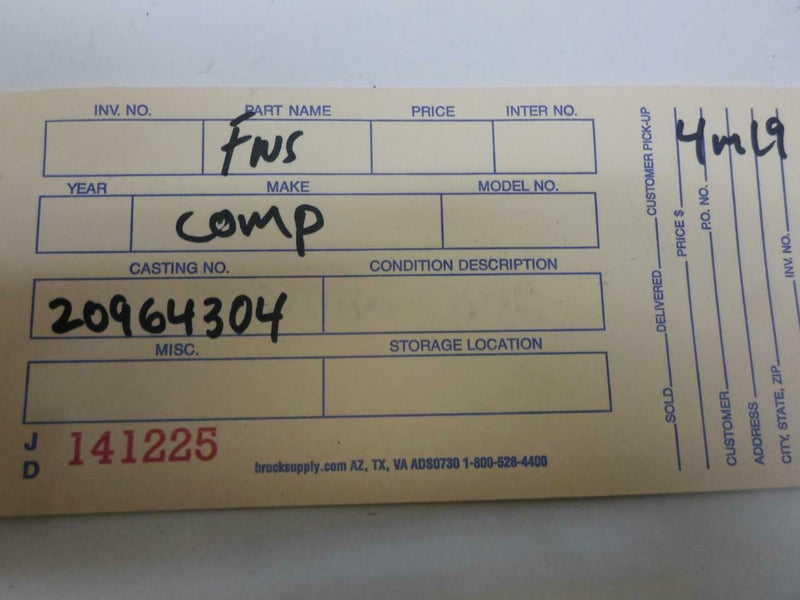 INV. NO. PART NAME PRICE INTER NO.
FNS
YEAR MAKE MODEL NO.
comp
CASTING NO. CONDITION DESCRIPTION
20964304
MISC. STORAGE LOCATION
J
D
141225
brocksupply.com AZ, TX, VA ADS0730 1-800-528-4400
SOLD DELIVERED CUSTOMER PICK-UP
PRICE $
P.O. NO.
CUSTOMER
ADDRESS
CITY, STATE, ZIP INV. NO.
4mL9